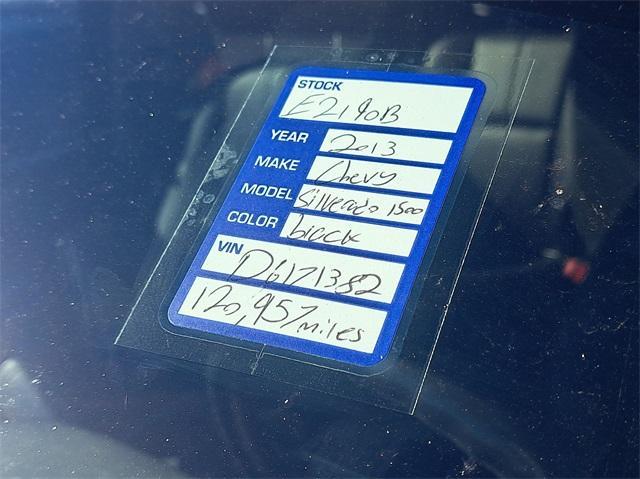 STOCK
E2190B
YEAR 2013
MAKE Chevy
MODEL Silverado 1500
COLOR black
VIN
DG171382
120,957 miles